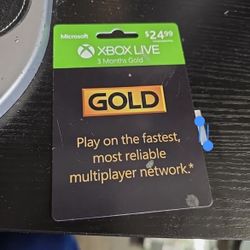 Microsoft
$24.99
XBOX LIVE
3 Months Gold
GOLD
Play on the fastest,
most reliable
multiplayer network.*